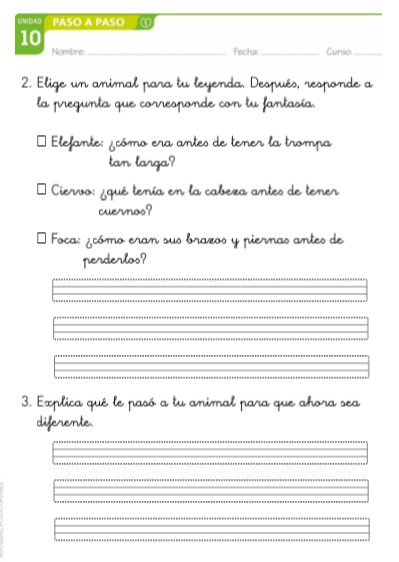 UNIDAD
10
PASO A PASO 1
Nombre: Fecha: Curso:
2. Elige un animal para tu leyenda. Después, responde a
la pregunta que corresponde con tu fantasía.
Elefante: ¿cómo era antes de tener la trompa
tan larga?
Ciervo: ¿qué tenía en la cabeza antes de tener
cuernos?
Foca: ¿cómo eran sus brazos y piernas antes de
perderlos?
3. Explica qué le pasó a tu animal para que ahora sea
diferente.